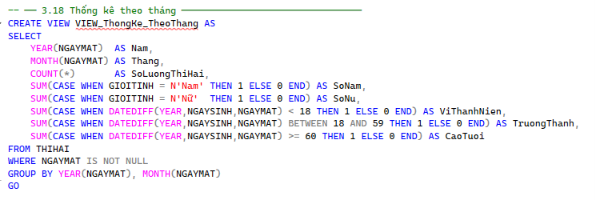 -- ── 3.18 Thống kê theo tháng ──────────────────────────────
CREATE VIEW VIEW_ThongKe_TheoThang AS
SELECT
    YEAR(NGAYMAT)  AS Nam,
    MONTH(NGAYMAT) AS Thang,
    COUNT(*)       AS SoLuongThiHai,
    SUM(CASE WHEN GIOITINH = N'Nam' THEN 1 ELSE 0 END) AS SoNam,
    SUM(CASE WHEN GIOITINH = N'Nữ'  THEN 1 ELSE 0 END) AS SoNu,
    SUM(CASE WHEN DATEDIFF(YEAR,NGAYSINH,NGAYMAT) < 18 THEN 1 ELSE 0 END) AS ViThanhNien,
    SUM(CASE WHEN DATEDIFF(YEAR,NGAYSINH,NGAYMAT) BETWEEN 18 AND 59 THEN 1 ELSE 0 END) AS TruongThanh,
    SUM(CASE WHEN DATEDIFF(YEAR,NGAYSINH,NGAYMAT) >= 60 THEN 1 ELSE 0 END) AS CaoTuoi
FROM THIHAI
WHERE NGAYMAT IS NOT NULL
GROUP BY YEAR(NGAYMAT), MONTH(NGAYMAT)
GO